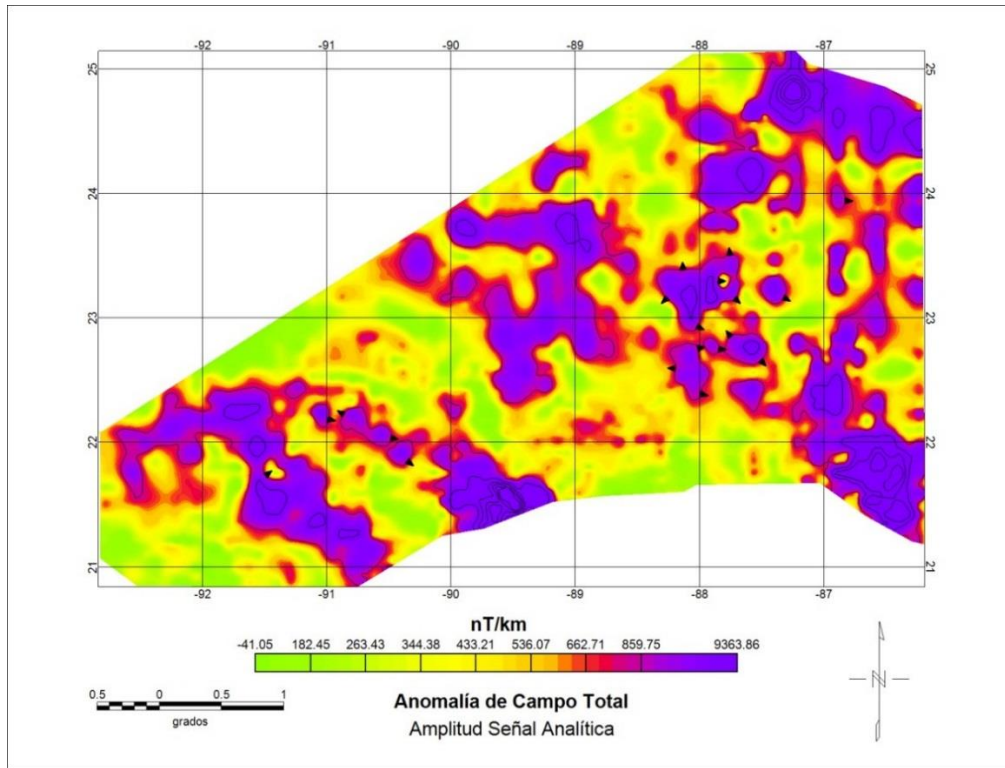 -92 -91 -90 -89 -88 -87
25 25
24 24
23 23
22 22
21 21
-92 -91 -90 -89 -88 -87
nT/km
-41.05 182.45 263.43 344.38 433.21 536.07 662.71 859.75 9363.86
0.5 0 0.5 1
grados
Anomalía de Campo Total
Amplitud Señal Analítica
N